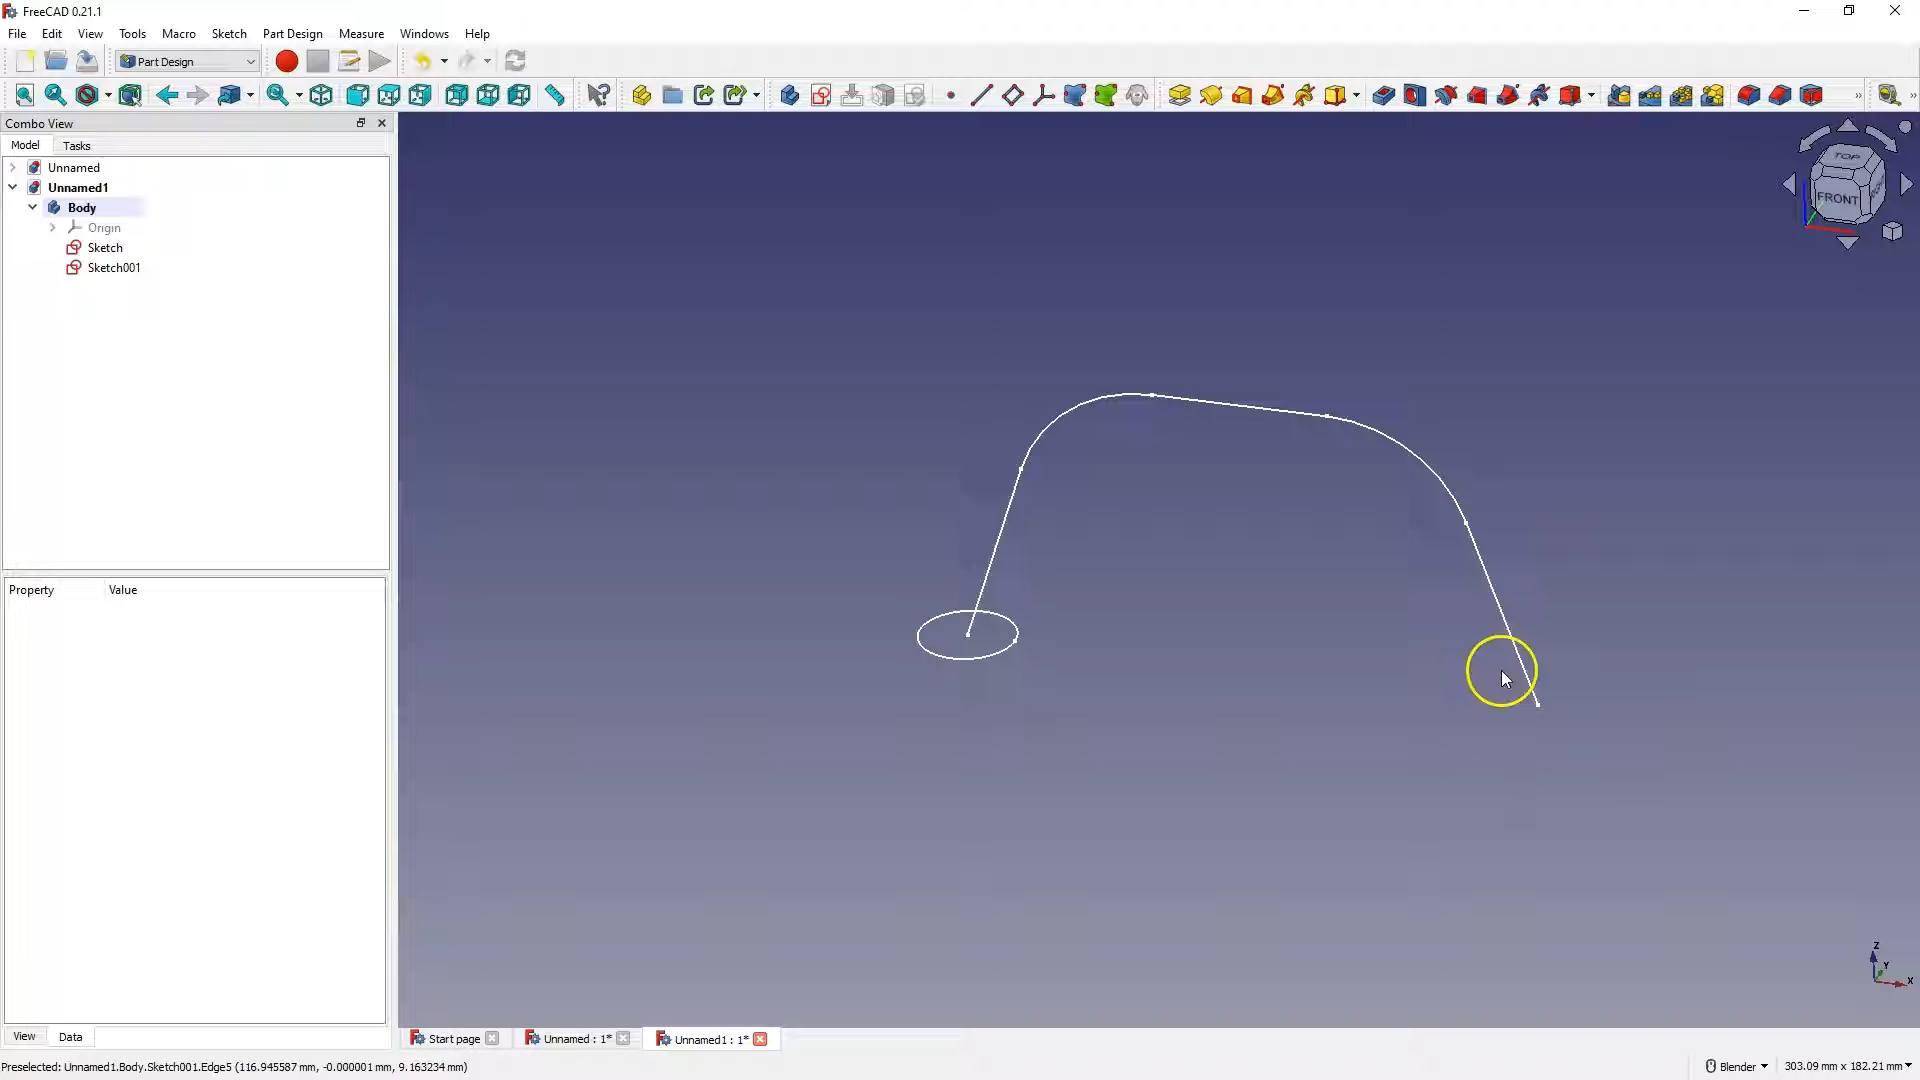 FreeCAD 0.21.1
File Edit View Tools Macro Sketch Part Design Measure Windows Help
Part Design
Combo View
Model Tasks
Unnamed
Unnamed1
Body
Origin
Sketch
Sketch001
TOP
FRONT
RIGHT
Property Value
Z
Y
X
View Data
Start page Unnamed : 1* Unnamed1 : 1*
Preselected: Unnamed1.Body.Sketch001.Edge5 (116.945587 mm, -0.000001 mm, 9.163234 mm)
Blender 303.09 mm x 182.21 mm